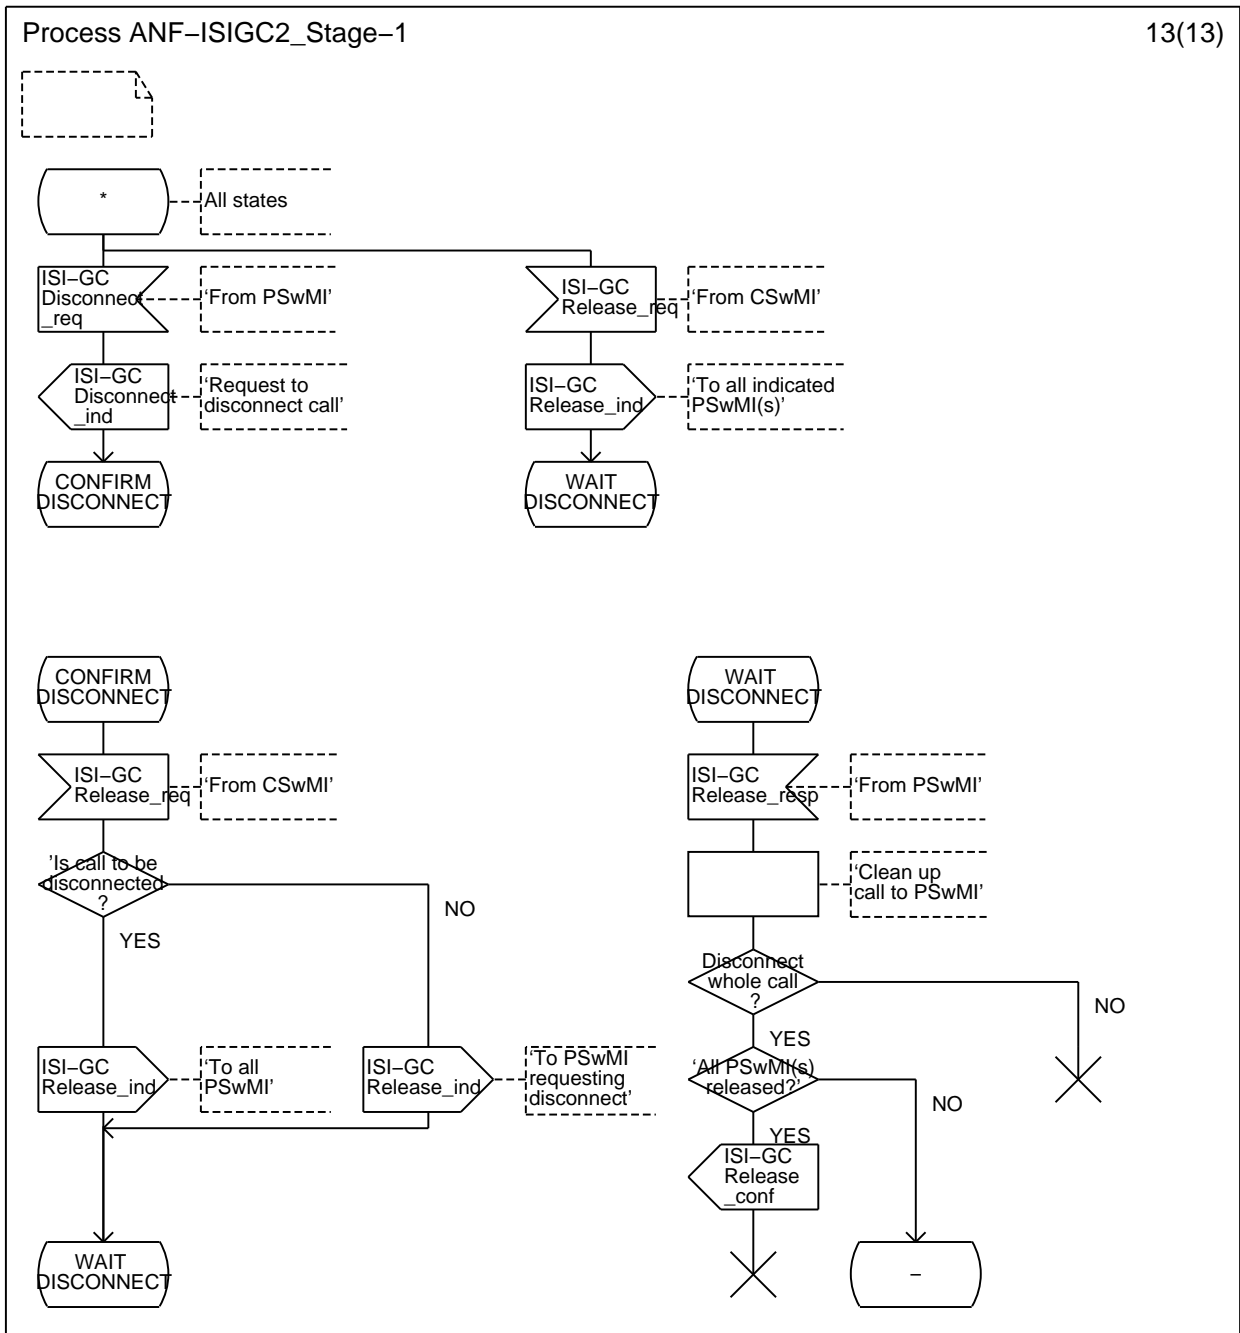 Process ANF–ISIGC2_Stage–1
13(13)
*
All states
ISI–GC
Disconnect
_req
‘From PSwMI’
ISI–GC
Release_req
‘From CSwMI’
ISI–GC
Disconnect
_ind
‘Request to
disconnect call’
ISI–GC
Release_ind
‘To all indicated
PSwMI(s)’
CONFIRM
DISCONNECT
WAIT
DISCONNECT
CONFIRM
DISCONNECT
WAIT
DISCONNECT
ISI–GC
Release_req
‘From CSwMI’
ISI–GC
Release_resp
‘From PSwMI’
’Is call to be
disconnected
?
NO
YES
‘Clean up
call to PSwMI’
Disconnect
whole call
?
NO
YES
ISI–GC
Release_ind
‘To all
PSwMI’
ISI–GC
Release_ind
‘To PSwMI
requesting
disconnect’
‘All PSwMI(s)
released?’
NO
YES
ISI–GC
Release
_conf
WAIT
DISCONNECT
–